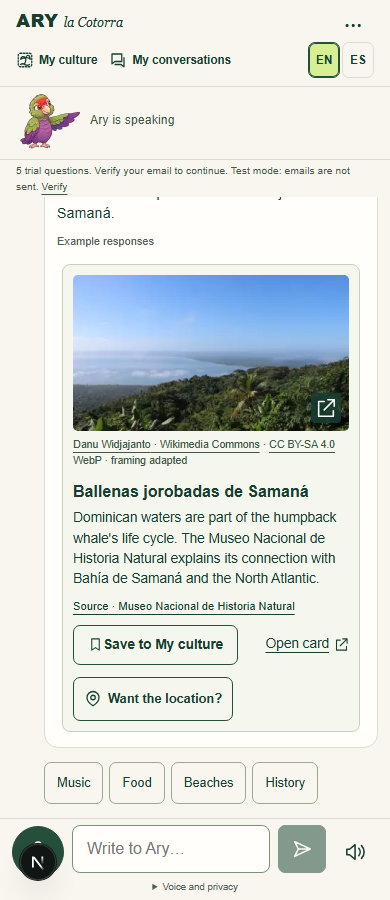 ARY la Cotorra
...
My culture My conversations EN ES
Ary is speaking
5 trial questions. Verify your email to continue. Test mode: emails are not
sent. Verify
Samaná.
Example responses
Danu Widjajanto · Wikimedia Commons · CC BY-SA 4.0
WebP · framing adapted
Ballenas jorobadas de Samaná
Dominican waters are part of the humpback
whale's life cycle. The Museo Nacional de
Historia Natural explains its connection with
Bahía de Samaná and the North Atlantic.
Source · Museo Nacional de Historia Natural
Save to My culture Open card
Want the location?
Music Food Beaches History
N Write to Ary...
Voice and privacy